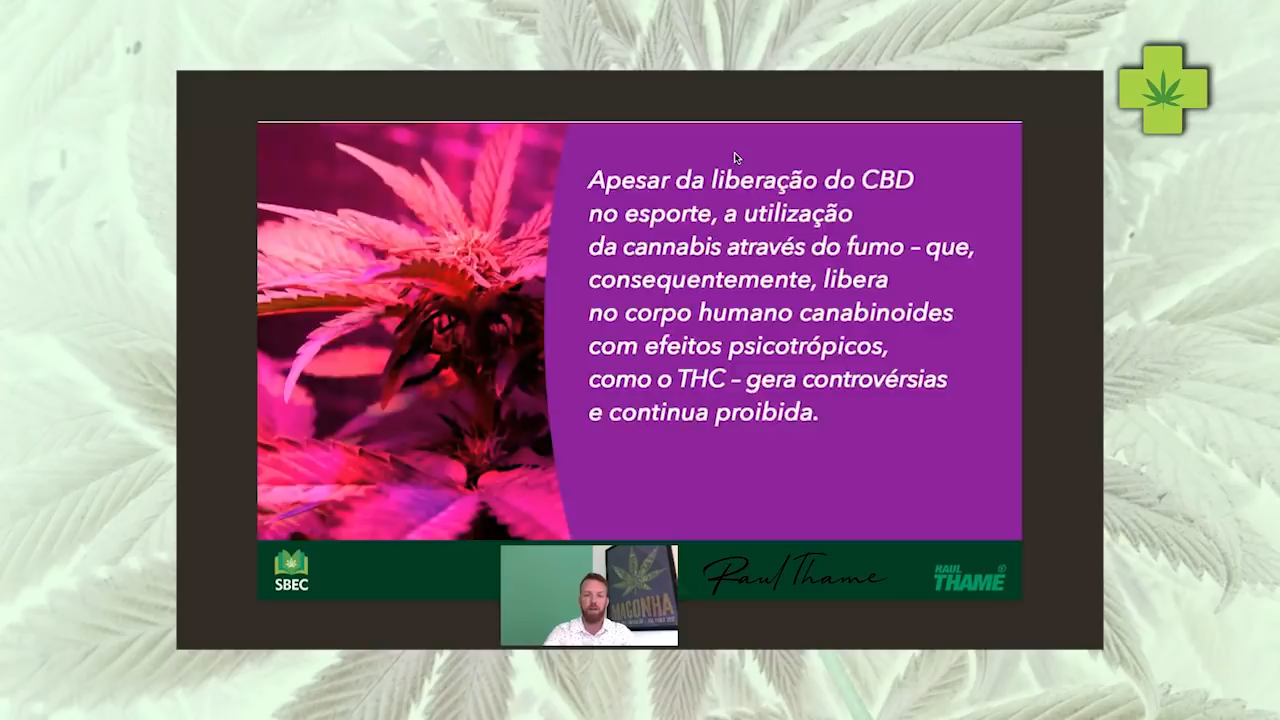 Apesar da liberação do CBD
no esporte, a utilização
da cannabis através do fumo – que,
consequentemente, libera
no corpo humano canabinoides
com efeitos psicotrópicos,
como o THC – gera controvérsias
e continua proibida.
SBEC
MACONHA
Raul Thame
RAUL
THAME